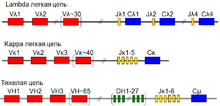 Lambda легкая цепь
Vλ1 Vλ2 Vλ~30 Jλ1 Cλ1 Jλ2 Cλ2 Jλ4 Cλ4
Kappa легкая цепь
Vκ1 Vκ2 Vκ3 Vκ~40 Jκ1-5 Cκ
Тяжелая цепь
VH1 VH2 VH3 VH~65 DH1-27 Jκ1-6 Cμ